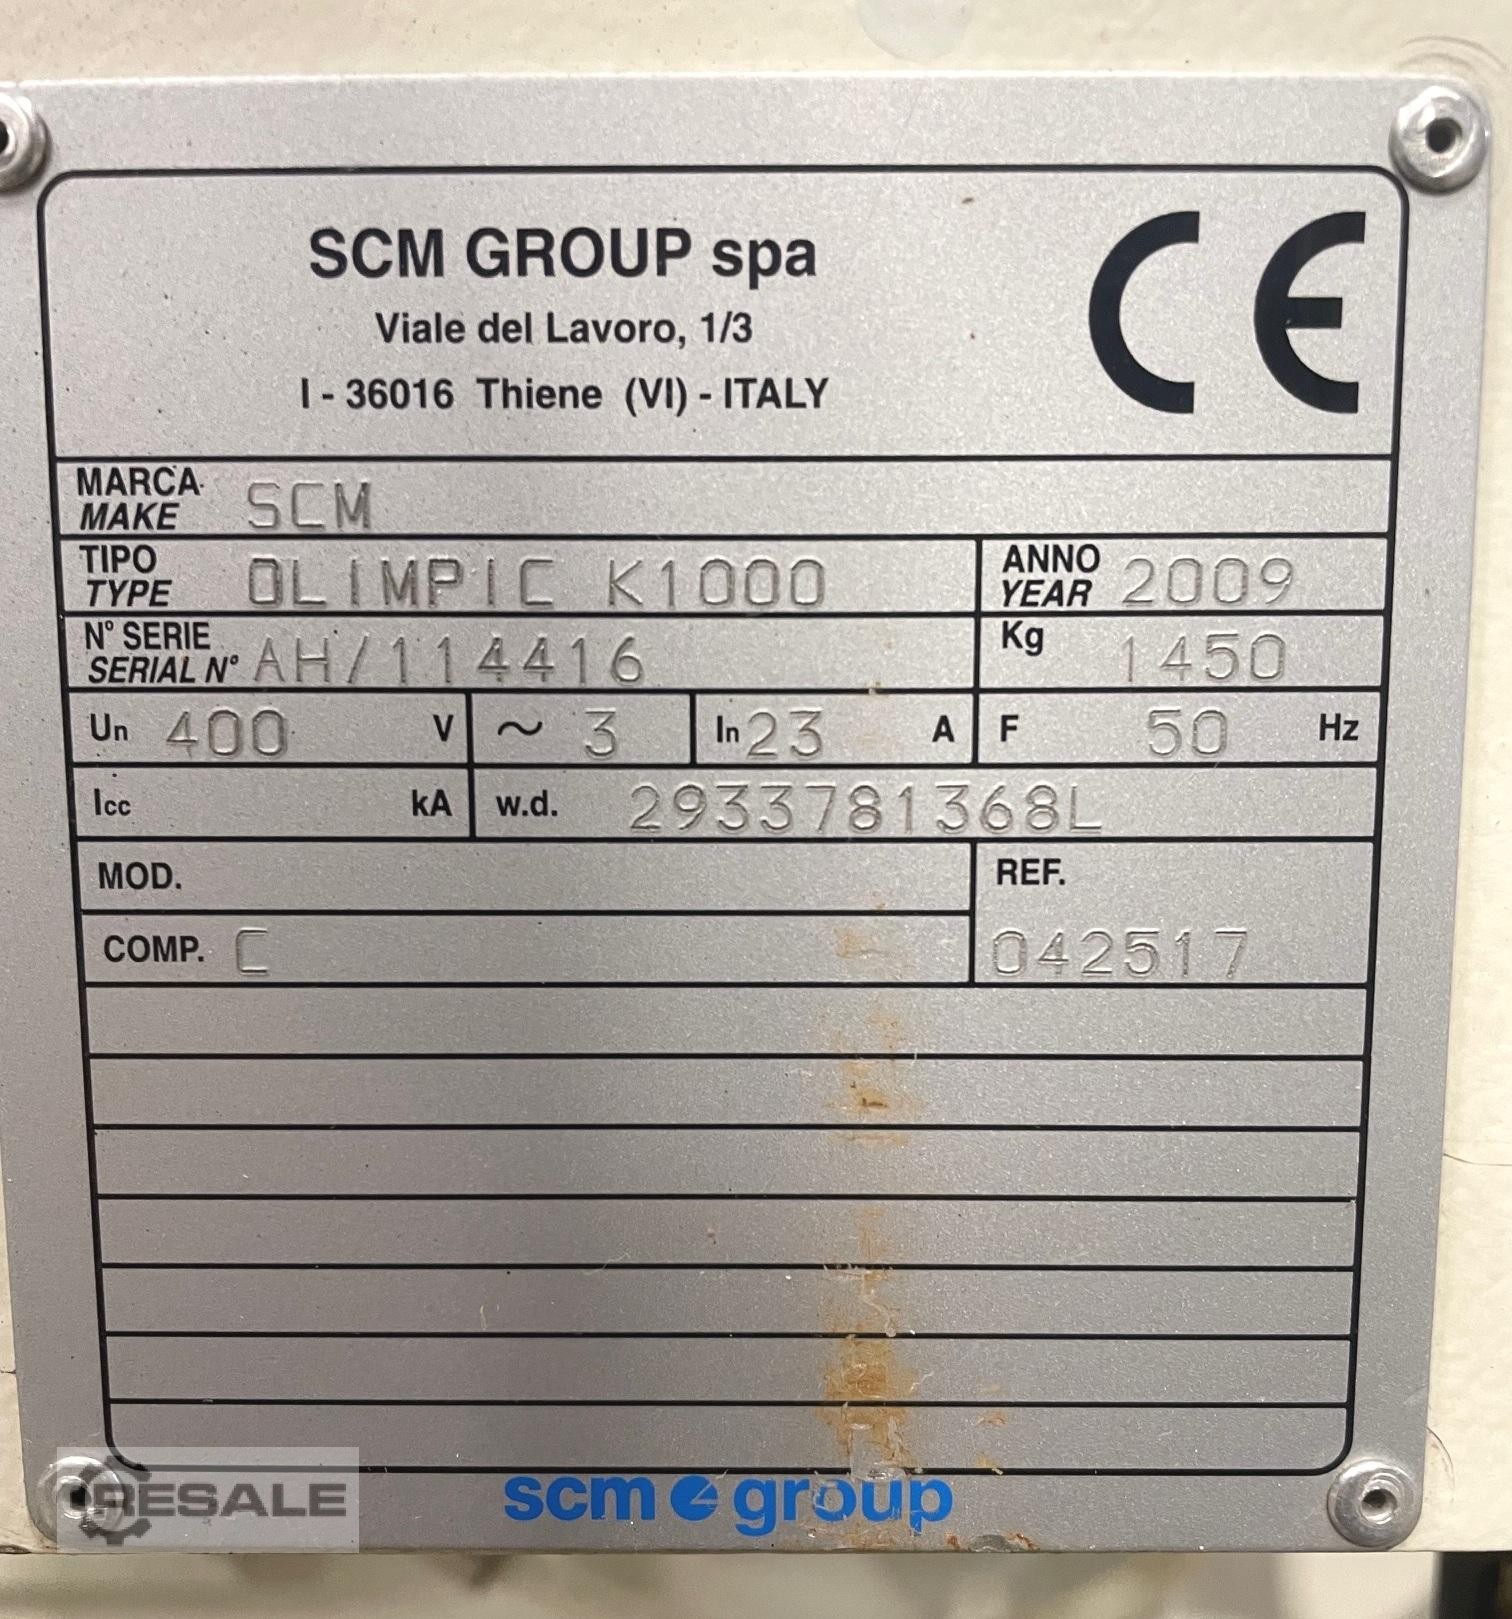 SCM GROUP spa
Viale del Lavoro, 1/3
I - 36016 Thiene (VI) - ITALY
CE
MARCA
MAKE SCM
TIPO
TYPE OLIMPIC K1000
ANNO
YEAR 2009
N° SERIE
SERIAL N° AH/114416
Kg 1450
Un 400 V ~ 3 In 23 A F 50 Hz
Icc kA w.d. 2933781368L
MOD.
REF.
COMP. C
042517
scm group
RESALE